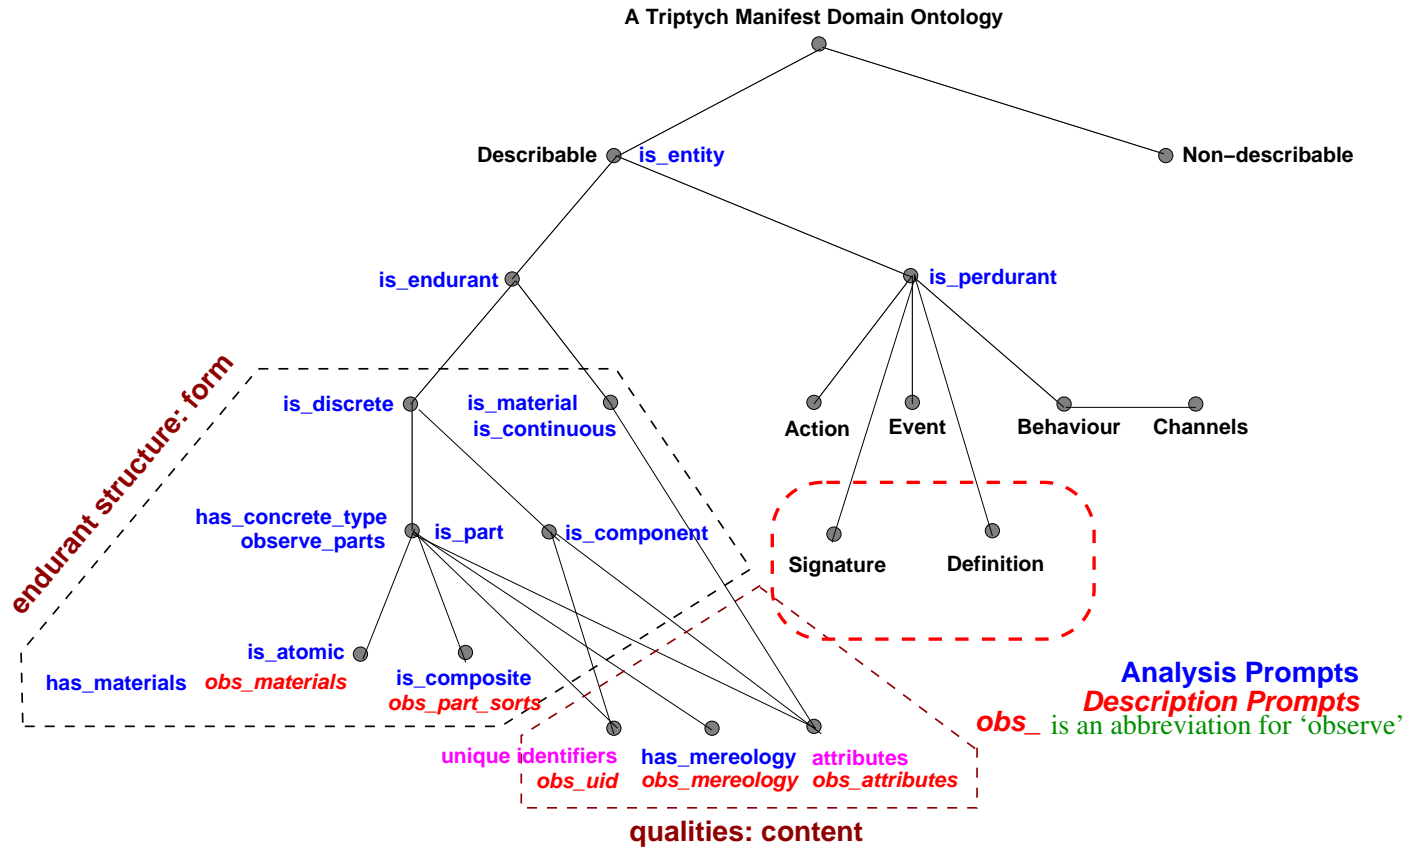 A Triptych Manifest Domain Ontology
Describable
is_entity
Non−describable
is_endurant
is_perdurant
endurant structure: form
is_discrete
is_material
is_continuous
Action
Event
Behaviour
Channels
has_concrete_type
observe_parts
is_part
is_component
Signature
Definition
is_atomic
has_materials
obs_materials
is_composite
obs_part_sorts
Analysis Prompts
Description Prompts
obs_ is an abbreviation for ‘observe’
unique identifiers
obs_uid
has_mereology
obs_mereology
attributes
obs_attributes
qualities: content